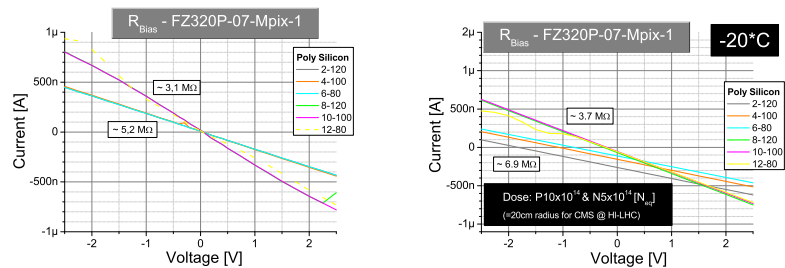 R_Bias - FZ320P-07-Mpix-1
1µ
500n
0
-500n
-1µ
Current [A]
-2
-1
0
1
2
Voltage [V]
~ 3,1 MΩ
~ 5,2 MΩ
Poly Silicon
2-120
4-100
6-80
8-120
10-100
12-80
R_Bias - FZ320P-07-Mpix-1
-20*C
2µ
1µ
500n
0
-500n
-1µ
Current [A]
-2
-1
0
1
2
Voltage [V]
~ 3.7 MΩ
~ 6.9 MΩ
Poly Silicon
2-120
4-100
6-80
8-120
10-100
12-80
Dose: P10x10^14 & N5x10^14 [N_eq]
(=20cm radius for CMS @ HI-LHC)